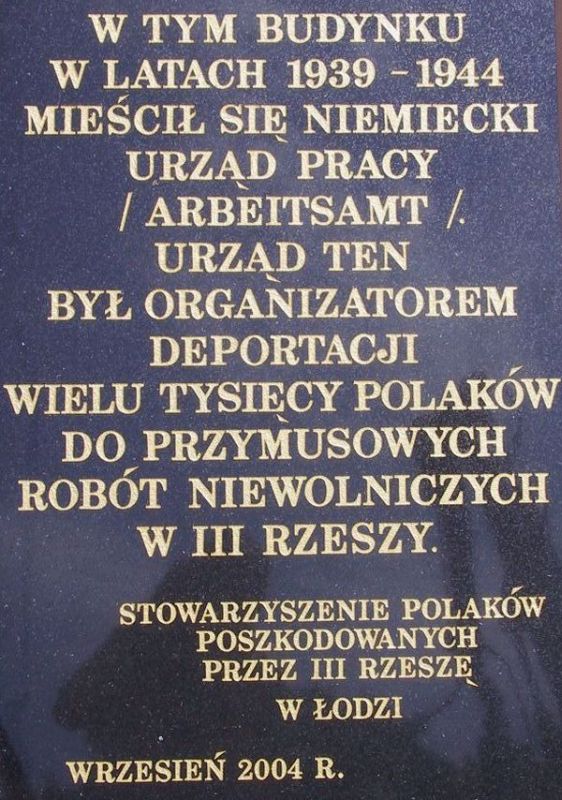 W TYM BUDYNKU
W LATACH 1939 - 1944
MIEŚCIŁ SIĘ NIEMIECKI
URZĄD PRACY
/ ARBEITSAMT /.
URZĄD TEN
BYŁ ORGANIZATOREM
DEPORTACJI
WIELU TYSIĘCY POLAKÓW
DO PRZYMUSOWYCH
ROBÓT NIEWOLNICZYCH
W III RZESZY.
STOWARZYSZENIE POLAKÓW
POSZKODOWANYCH
PRZEZ III RZESZĘ
W ŁODZI
WRZESIEŃ 2004 R.